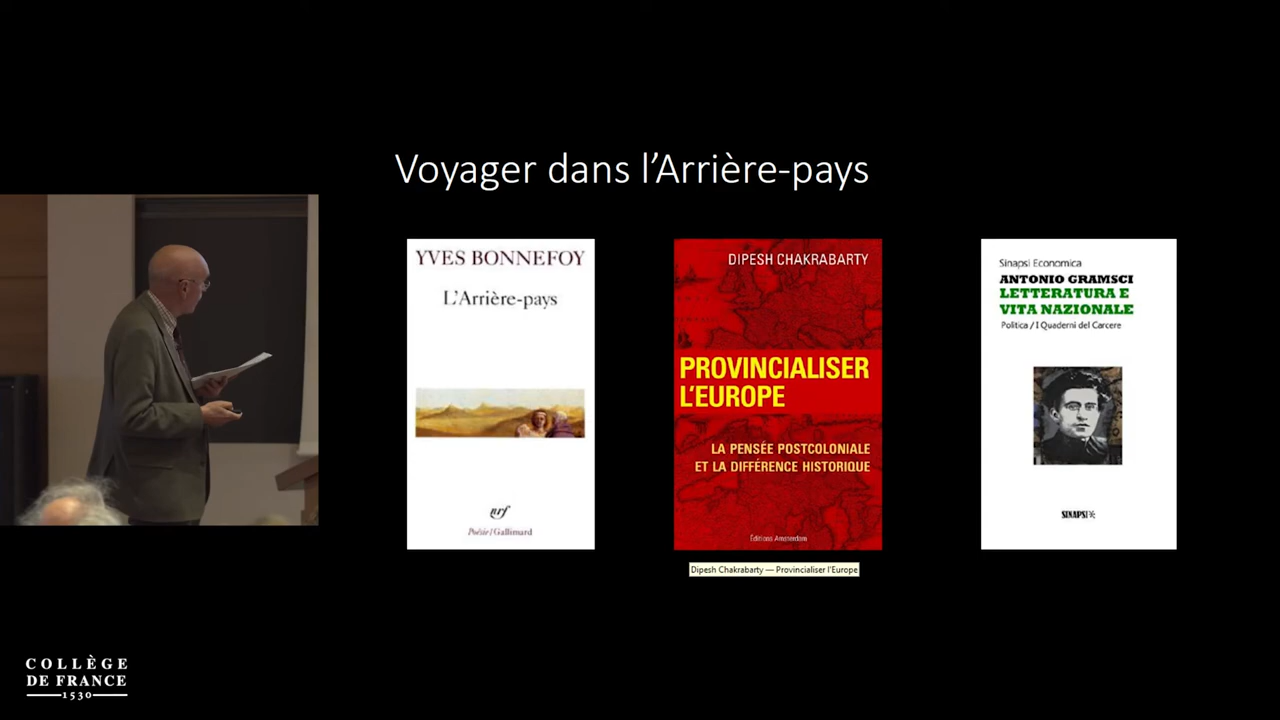 Voyager dans l’Arrière-pays
YVES BONNEFOY
L’Arrière-pays
nrf
Poésie/Gallimard
DIPESH CHAKRABARTY
PROVINCIALISER
L’EUROPE
LA PENSÉE POSTCOLONIALE
ET LA DIFFÉRENCE HISTORIQUE
Éditions Amsterdam
Dipesh Chakrabarty — Provincialiser l'Europe
Sinapsi Economica
ANTONIO GRAMSCI
LETTERATURA E
VITA NAZIONALE
Politica / I Quaderni del Carcere
SINAPSI
COLLÈGE
DE FRANCE
1530